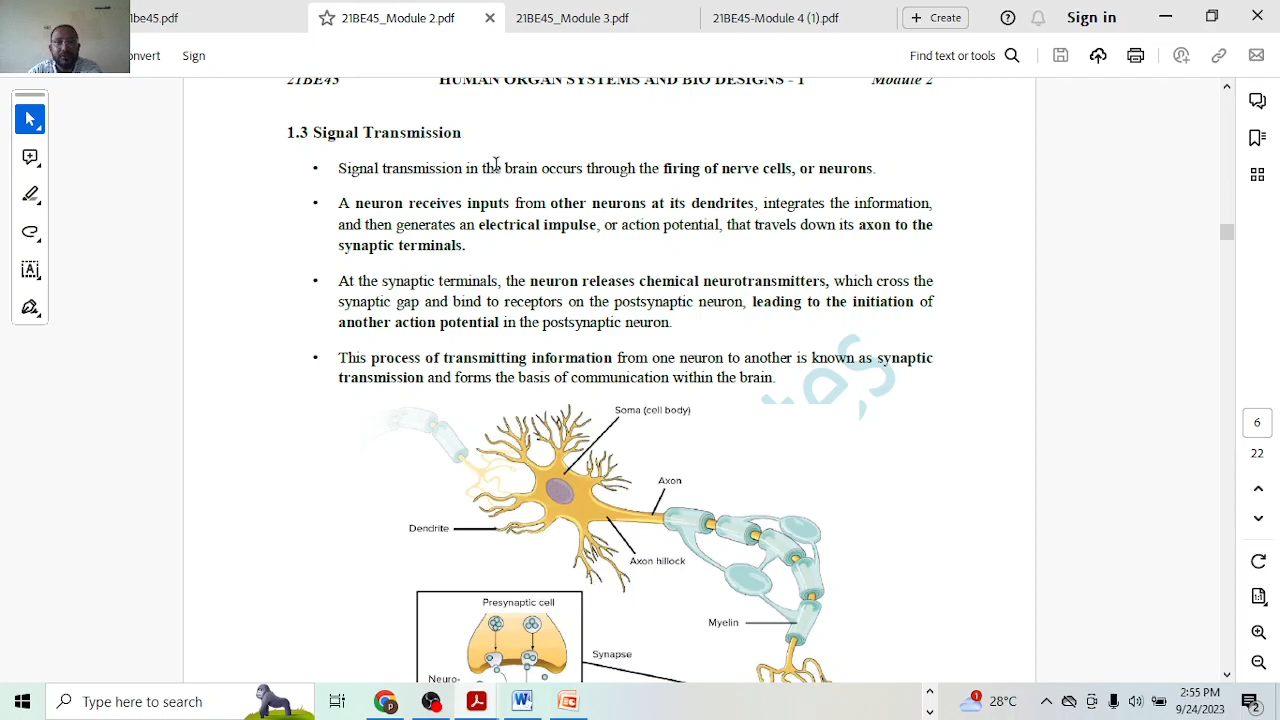 be45.pdf
21BE45_Module 2.pdf
21BE45_Module 3.pdf
21BE45-Module 4 (1).pdf
Create
Sign in
onvert
Sign
Find text or tools
21BE45 HUMAN ORGAN SYSTEMS AND BIO DESIGNS - 1 Module 2
1.3 Signal Transmission
• Signal transmission in the brain occurs through the firing of nerve cells, or neurons.
• A neuron receives inputs from other neurons at its dendrites, integrates the information,
and then generates an electrical impulse, or action potential, that travels down its axon to the
synaptic terminals.
• At the synaptic terminals, the neuron releases chemical neurotransmitters, which cross the
synaptic gap and bind to receptors on the postsynaptic neuron, leading to the initiation of
another action potential in the postsynaptic neuron.
• This process of transmitting information from one neuron to another is known as synaptic
transmission and forms the basis of communication within the brain.
Soma (cell body)
Axon
Dendrite
Axon hillock
Presynaptic cell
Myelin
Synapse
Neuro-
6
22
Type here to search
1
28°C
2:55 PM
9/24/2023
2